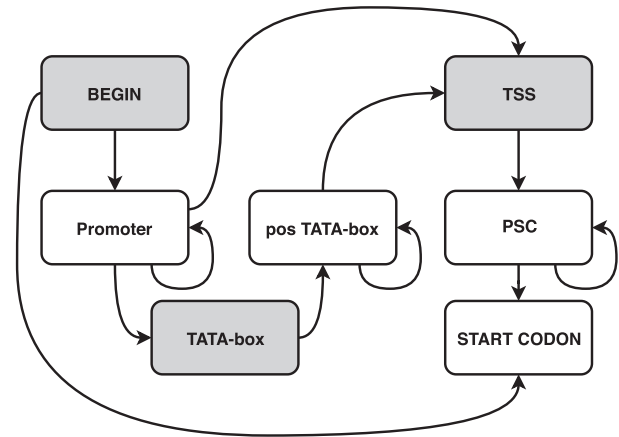 BEGIN
TSS
Promoter
pos TATA-box
PSC
TATA-box
START CODON